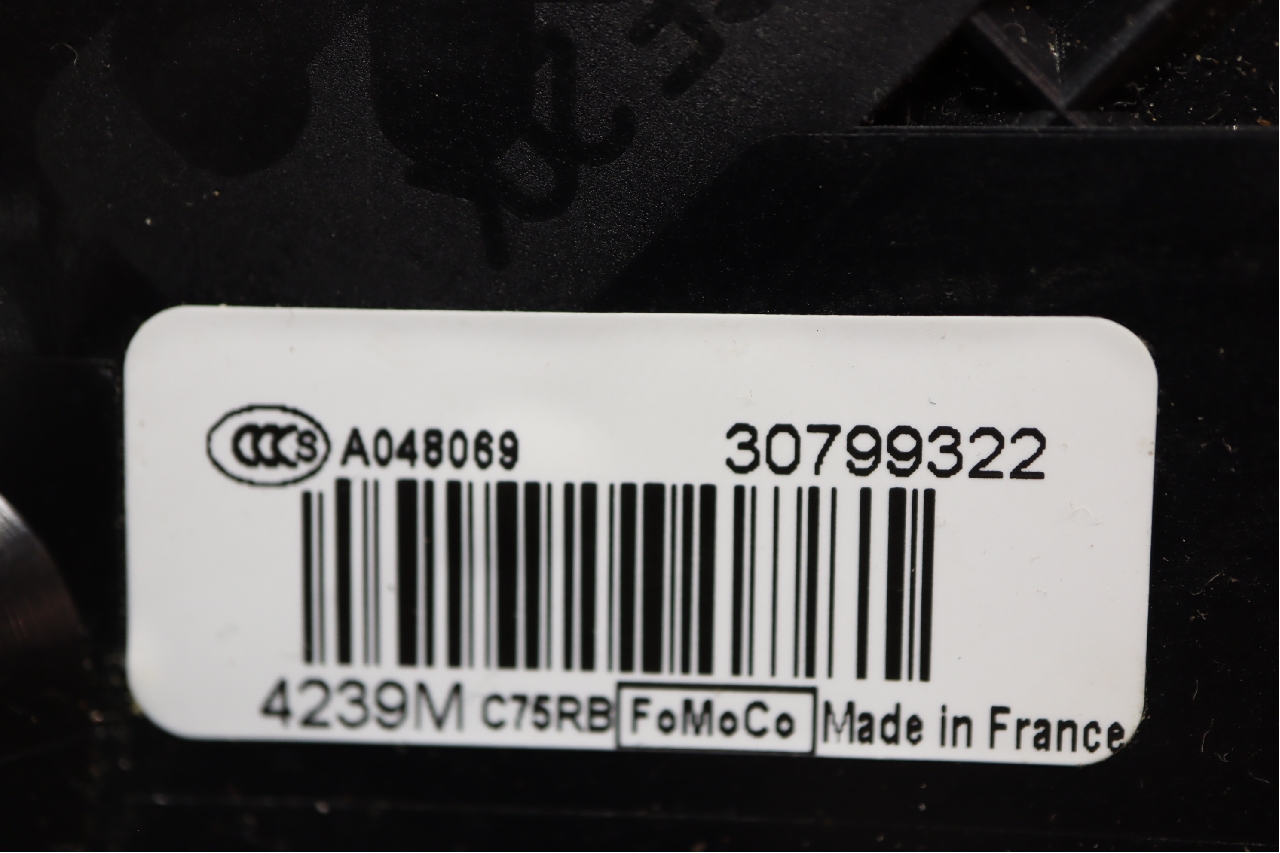 CCCS A048069 30799322
4239M C75RB FoMoCo Made in France